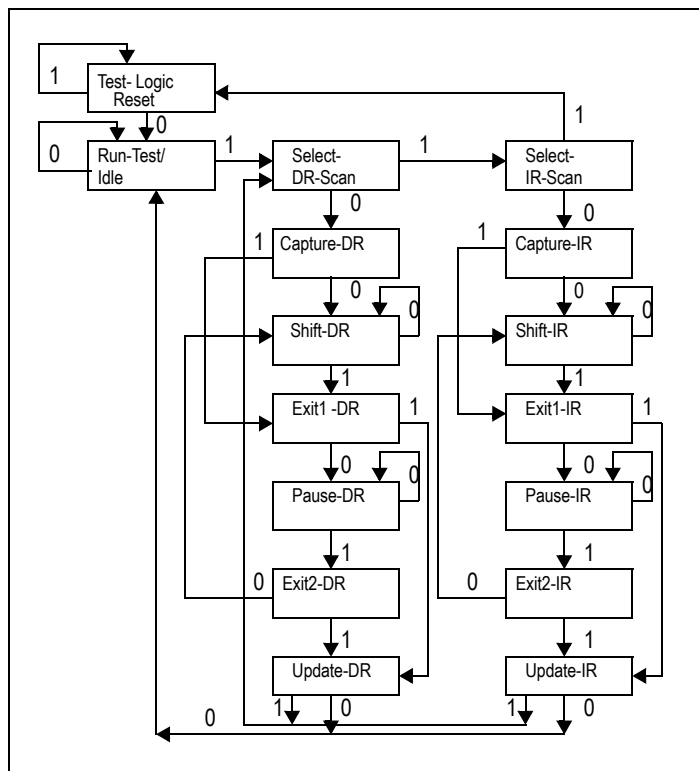 1
Test- Logic
Reset
0
0
Run-Test/
Idle
1
Select-
DR-Scan
1
Select-
IR-Scan
1
0
0
1
Capture-DR
1
Capture-IR
0
0
Shift-DR
0
Shift-IR
0
1
1
Exit1 -DR
1
Exit1-IR
1
0
0
Pause-DR
0
Pause-IR
0
1
1
0
Exit2-DR
0
Exit2-IR
1
1
Update-DR
Update-IR
0
1
0
1
0